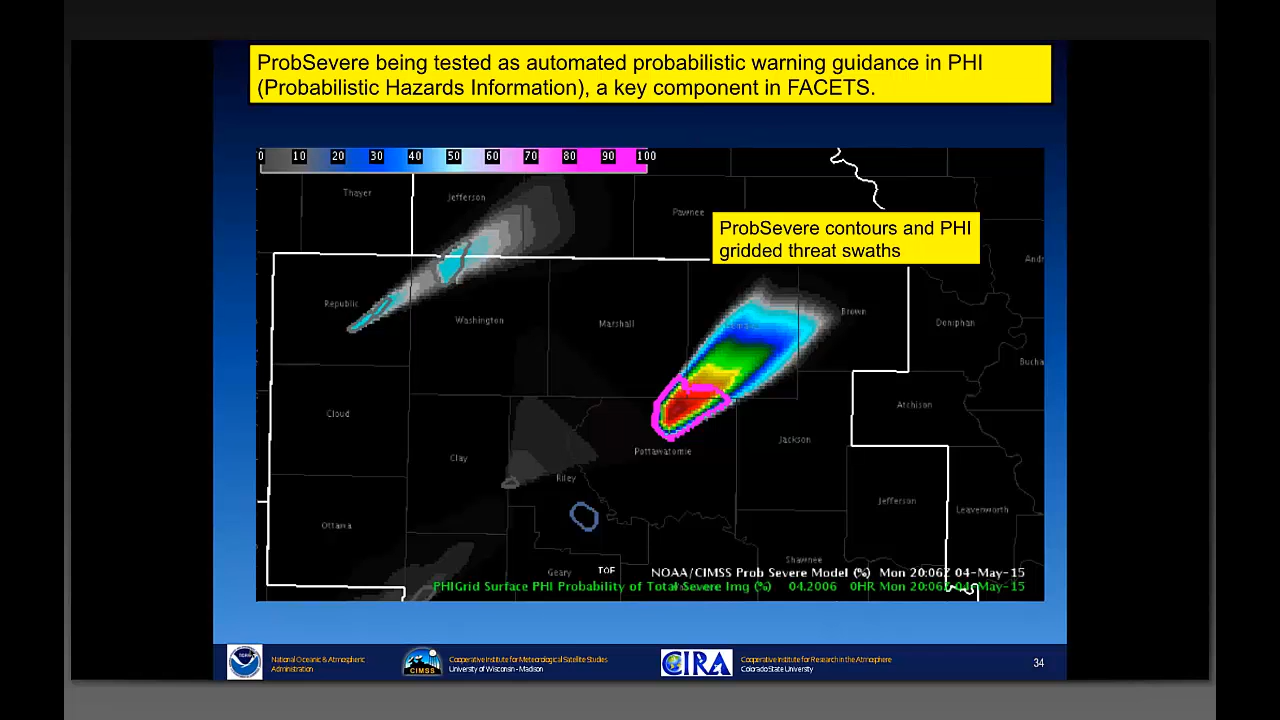 ProbSevere being tested as automated probabilistic warning guidance in PHI
(Probabilistic Hazards Information), a key component in FACETS.
0 10 20 30 40 50 60 70 80 90 100
Thayer
Jefferson
Pawnee
ProbSevere contours and PHI
gridded threat swaths
Republic
Washington
Marshall
Brown
Doniphan
Cloud
Atchison
Clay
Pottawatomie
Jackson
Riley
Jefferson
Leavenworth
Ottawa
Shawnee
Geary
TOP
NOAA/CIMSS Prob Severe Model (%) Mon 20:06Z 04-May-15
PHIGrid Surface PHI Probability of Total Severe Img (%) 04.2006 0HR Mon 20:06Z 04-May-15
National Oceanic & Atmospheric
Administration
CIMSS
Cooperative Institute for Meteorological Satellite Studies
University of Wisconsin - Madison
CIRA
Cooperative Institute for Research in the Atmosphere
Colorado State University
34